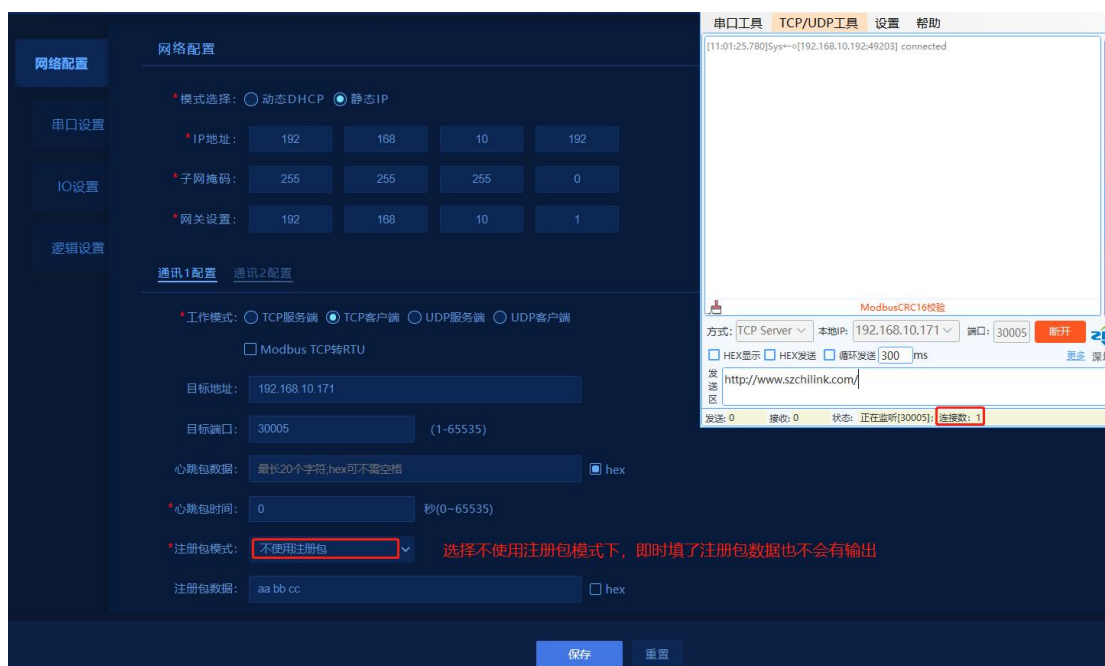 网络配置
串口设置
IO设置
逻辑设置
网络配置
*模式选择: 动态DHCP 静态IP
*IP地址: 192 168 10 192
*子网掩码: 255 255 255 0
*网关设置: 192 168 10 1
通讯1配置 通讯2配置
*工作模式: TCP服务端 TCP客户端 UDP服务端 UDP客户端
Modbus TCP转RTU
目标地址: 192.168.10.171
目标端口: 30005 (1-65535)
心跳包数据: 最长20个字符,hex可不需空格 hex
*心跳包时间: 0 秒(0~65535)
*注册包模式: 不使用注册包 选择不使用注册包模式下，即时填了注册包数据也不会有输出
注册包数据: aa bb cc hex
保存 重置
串口工具 TCP/UDP工具 设置 帮助
[11:01:25.780]Sys←◇[192.168.10.192:49203] connected
ModbusCRC16校验
方式: TCP Server 本地IP: 192.168.10.171 端口: 30005 断开
HEX显示 HEX发送 循环发送 300 ms 更多
发送区 http://www.szchilink.com/
发送: 0 接收: 0 状态: 正在监听[30005]; 连接数: 1